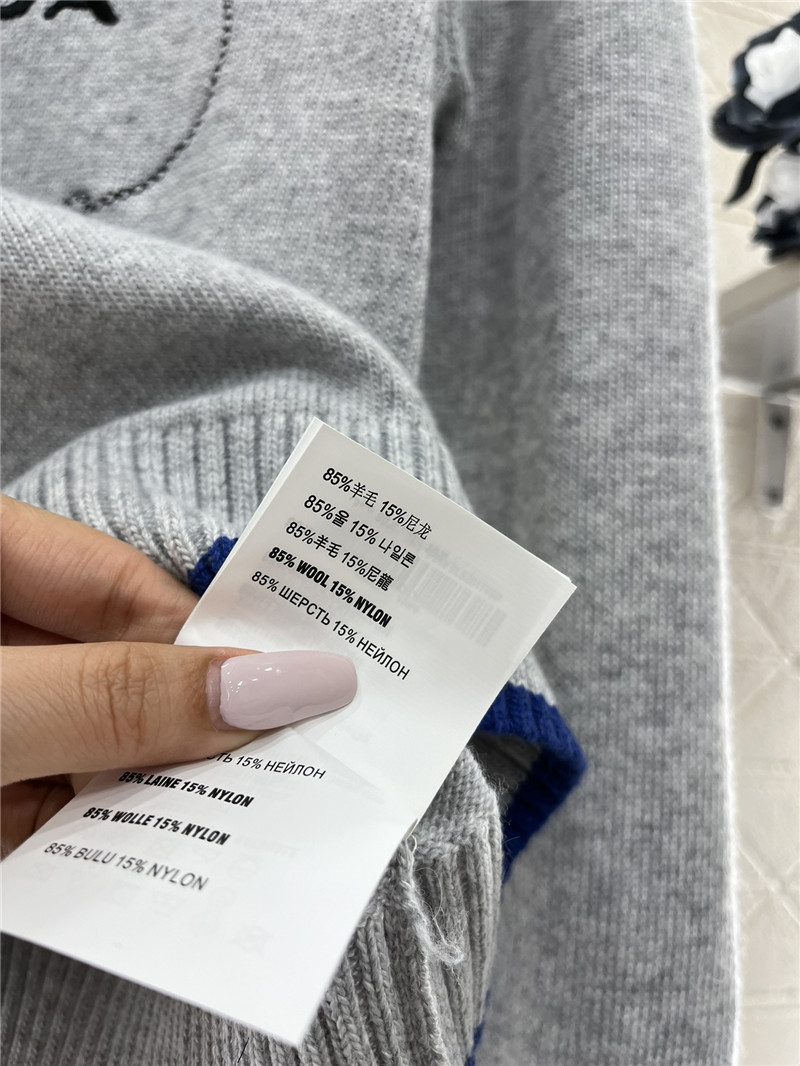 85%羊毛 15%尼龙
85%울 15% 나일론
85%羊毛 15%尼龍
85% WOOL 15% NYLON
85% ШЕРСТЬ 15% НЕЙЛОН
15% НЕЙЛОН
85% LAINE 15% NYLON
85% WOLLE 15% NYLON
85% BULU 15% NYLON